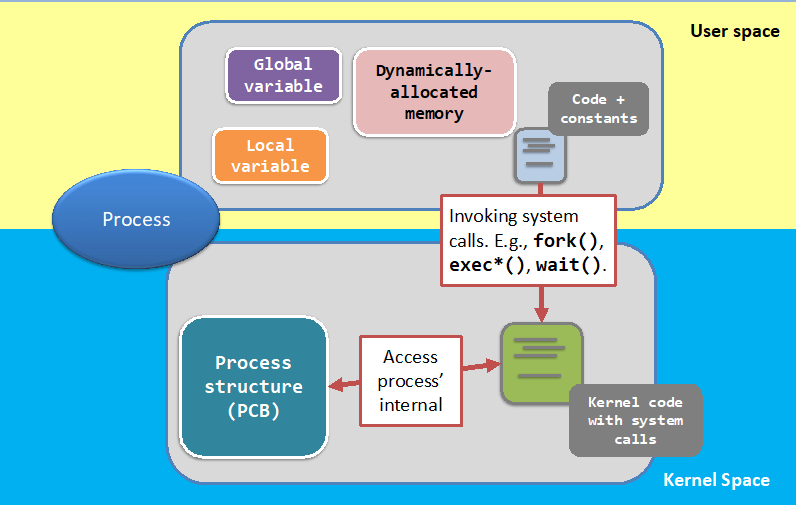 User space
Global
variable
Dynamically-
allocated
memory
Code +
constants
Local
variable
Process
Invoking system
calls. E.g., fork(),
exec*(), wait().
Process
structure
(PCB)
Access
process’
internal
Kernel code
with system
calls
Kernel Space